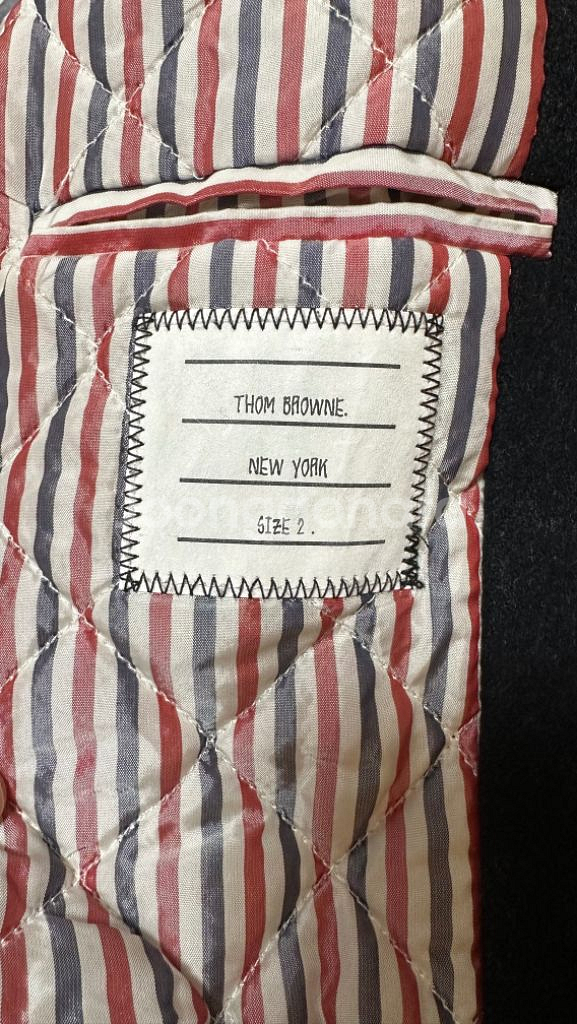 THOM BROWNE.
NEW YORK
SIZE 2.